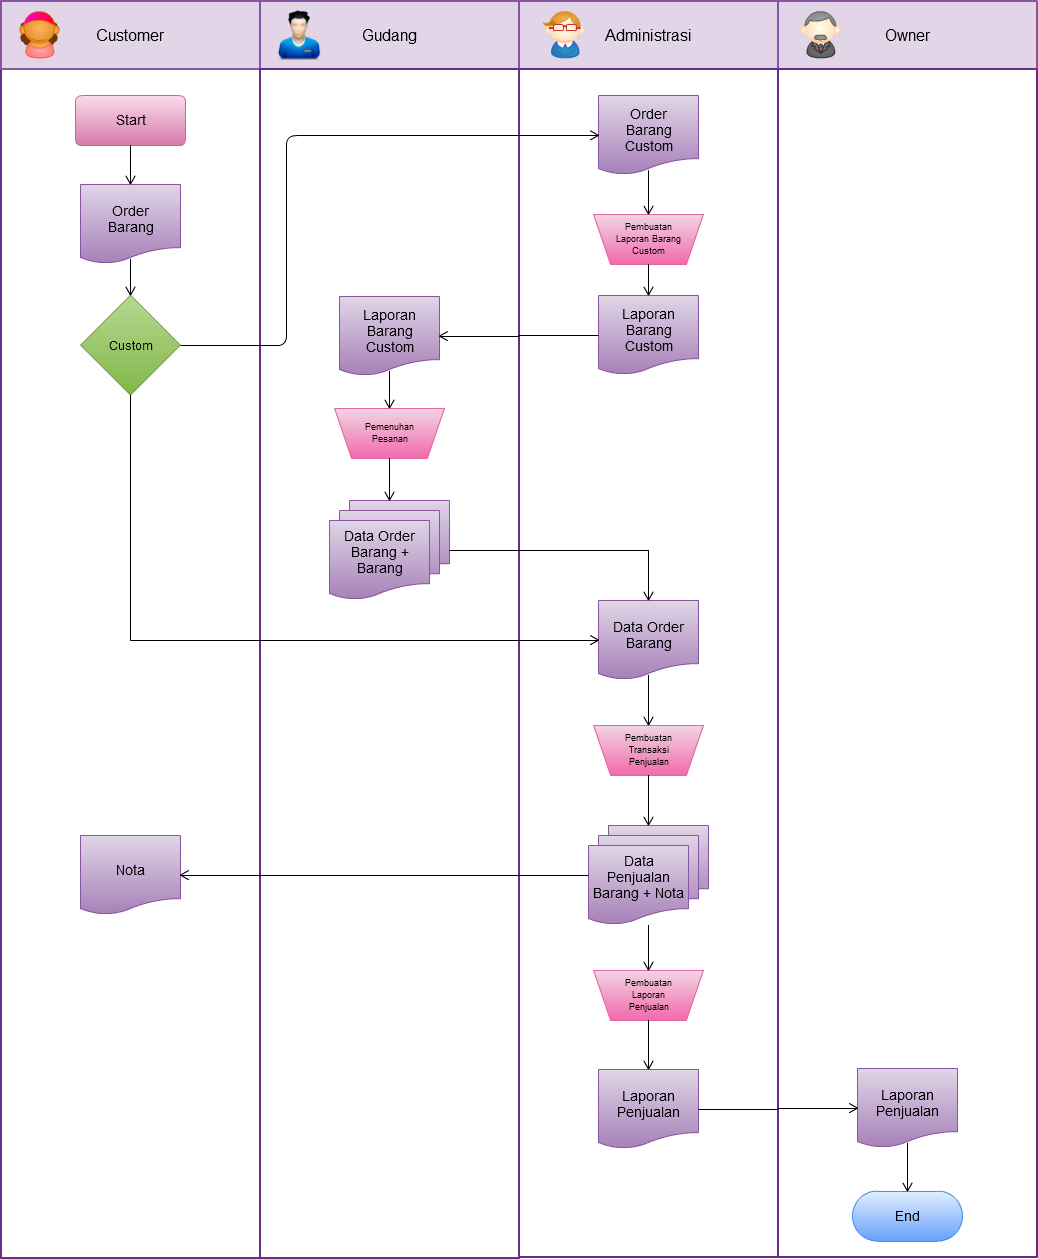 Customer
Gudang
Administrasi
Owner
Start
Order
Barang
Custom
Order
Barang
Custom
Pembuatan
Laporan Barang
Custom
Laporan
Barang
Custom
Laporan
Barang
Custom
Pemenuhan
Pesanan
Data Order
Barang +
Barang
Data Order
Barang
Pembuatan
Transaksi
Penjualan
Data
Penjualan
Barang + Nota
Nota
Pembuatan
Laporan
Penjualan
Laporan
Penjualan
Laporan
Penjualan
End